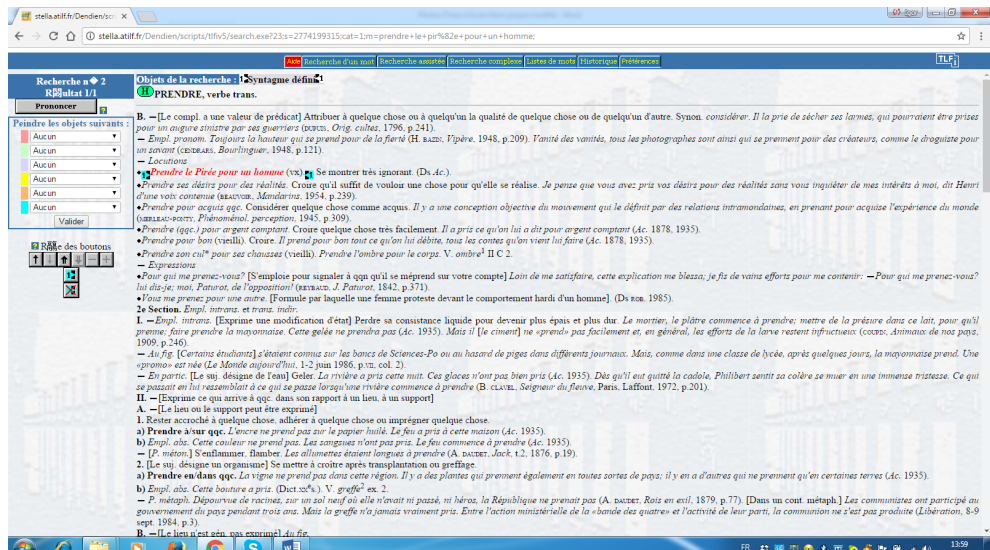 stella.atilf.fr/Dendien/scri
stella.atilf.fr/Dendien/scripts/tlfiv5/search.exe?23;s=2774199315;cat=1;m=prendre+le+pir%82e+pour+un+homme;
Aide Recherche d'un mot Recherche assistée Recherche complexe Listes de mots Historique Préférences
TLFi
Recherche n� 2
Prononcer
Peindre les objets suivants :
Aucun
Aucun
Aucun
Aucun
Aucun
Aucun
Valider
des boutons
Objets de la recherche : 1 Syntagme défini 1
H PRENDRE, verbe trans.
B. — [Le compl. a une valeur de prédicat] Attribuer à quelque chose ou à quelqu'un la qualité de quelque chose ou de quelqu'un d'autre. Synon. considérer. Il la prie de sécher ses larmes, qui pourraient être prises
pour un augure sinistre par ses guerriers (DUPUIS, Orig. cultes, 1796, p.241).
— Empl. pronom. Toujours la hauteur qui se prend pour de la fierté (H. BAZIN, Vipère, 1948, p.209). Vanité des vanités, tous les photographes sont ainsi qui se prennent pour des créateurs, comme le droguiste pour
un savant (CENDRARS, Bourlinguer, 1948, p.121).
— Locutions
♦1 Prendre le Pirée pour un homme (vx) 1. Se montrer très ignorant. (Ds Ac.).
♦Prendre ses désirs pour des réalités. Croire qu'il suffit de vouloir une chose pour qu'elle se réalise. Je pense que vous avez pris vos désirs pour des réalités sans vous inquiéter de mes intérêts à moi, dit Henri
d'une voix contenue (BEAUVOIR, Mandarins, 1954, p.239).
♦Prendre pour acquis qqc. Considérer quelque chose comme acquis. Il y a une conception objective du mouvement qui le définit par des relations intramondaines, en prenant pour acquise l'expérience du monde
(MERLEAU-PONTY, Phénoménol. perception, 1945, p.309).
♦Prendre (qqc.) pour argent comptant. Croire quelque chose très facilement. Il a pris ce qu'on lui a dit pour argent comptant (Ac. 1878, 1935).
♦Prendre pour bon (vieilli). Croire. Il prend pour bon tout ce qu'on lui débite, tous les contes qu'on vient lui faire (Ac. 1878, 1935).
♦Prendre son cul* pour ses chausses (vieilli). Prendre l'ombre pour le corps. V. ombre1 II C 2.
— Expressions
♦Pour qui me prenez-vous? [S'emploie pour signaler à qqn qu'il se méprend sur votre compte] Loin de me satisfaire, cette explication me blessa; je fis de vains efforts pour me contenir: —Pour qui me prenez-vous?
lui dis-je; moi, Paturot, de l'opposition! (REYBAUD, J. Paturot, 1842, p.371).
♦Vous me prenez pour une autre. [Formule par laquelle une femme proteste devant le comportement hardi d'un homme]. (Ds ROB. 1985).
2e Section. Empl. intrans. et trans. indir.
I. —Empl. intrans. [Exprime une modification d'état] Perdre sa consistance liquide pour devenir plus épais et plus dur. Le mortier, le plâtre commence à prendre; mettre de la présure dans ce lait, pour qu'il
prenne; faire prendre la mayonnaise. Cette gelée ne prendra pas (Ac. 1935). Mais il [le ciment] ne «prend» pas facilement et, en général, les efforts de la larve restent infructueux (COUPIN, Animaux de nos pays,
1909, p.246).
— Au fig. [Certains étudiants] s'étaient connus sur les bancs de Sciences-Po ou au hasard de piges dans différents journaux. Mais, comme dans une classe de lycée, après quelques jours, la mayonnaise prend. Une
«promo» est née (Le Monde aujourd'hui, 1-2 juin 1986, p.VII, col. 2).
— En partic. [Le suj. désigne de l'eau] Geler. La rivière a pris cette nuit. Ces glaces n'ont pas bien pris (Ac. 1935). Dès qu'il eut quitté la cadole, Philibert sentit sa colère se muer en une immense tristesse. Ce qui
se passait en lui ressemblait à ce qui se passe lorsqu'une rivière commence à prendre (B. CLAVEL, Seigneur du fleuve, Paris, Laffont, 1972, p.201).
II. —[Exprime ce qui arrive à qqc. dans son rapport à un lieu, à un support]
A. —[Le lieu ou le support peut être exprimé]
1. Rester accroché à quelque chose, adhérer à quelque chose ou imprégner quelque chose.
a) Prendre à/sur qqc. L'encre ne prend pas sur le papier huilé. Le feu a pris à cette maison (Ac. 1935).
b) Empl. abs. Cette couleur ne prend pas. Les sangsues n'ont pas pris. Le feu commence à prendre (Ac. 1935).
— [P. méton.] S'enflammer, flamber. Les allumettes étaient longues à prendre (A. DAUDET, Jack, t.2, 1876, p.19).
2. [Le suj. désigne un organisme] Se mettre à croître après transplantation ou greffage.
a) Prendre en/dans qqc. La vigne ne prend pas dans cette région. Il y a des plantes qui prennent également en toutes sortes de pays; il y en a d'autres qui ne prennent qu'en certaines terres (Ac. 1935).
b) Empl. abs. Cette bouture a pris. (Dict.XXes.). V. greffe2 ex. 2.
— P. métaph. Dépourvue de racines, sur un sol neuf où elle n'avait ni passé, ni héros, la République ne prenait pas (A. DAUDET, Rois en exil, 1879, p.77). [Dans un cont. métaph.] Les communistes ont participé au
gouvernement du pays pendant trois ans. Mais la greffe n'a jamais vraiment pris. Entre l'action ministérielle de la «bande des quatre» et l'activité de leur parti, la communion ne s'est pas produite (Libération, 8-9
sept. 1984, p.3).
B. —[Le lieu n'est gén. pas exprimé] Au fig.
FR
13:59